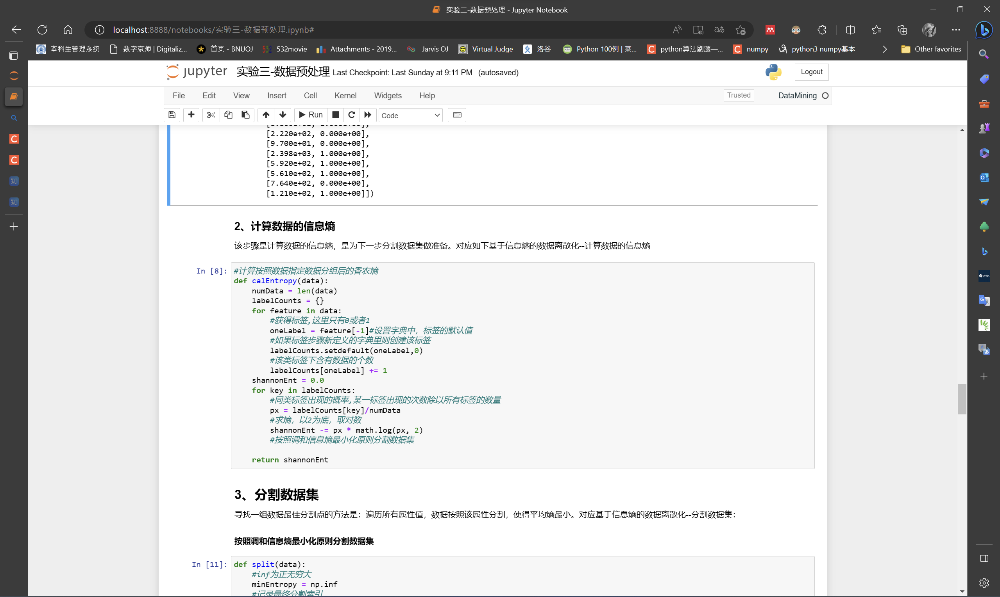 实验三-数据预处理 - Jupyter Notebook
localhost:8888/notebooks/实验三-数据预处理.ipynb#
本科生管理系统 数字京师 | Digitaliz... 首页 - BNUOJ 532movie Attachments - 2019... Jarvis OJ Virtual Judge 洛谷 Python 100例 | 菜... python算法刷题—... numpy python3 numpy基本 Other favorites
jupyter 实验三-数据预处理 Last Checkpoint: Last Sunday at 9:11 PM (autosaved) Logout
File Edit View Insert Cell Kernel Widgets Help Trusted DataMining
Run Code
[2.220e+02, 0.000e+00],
[9.700e+01, 0.000e+00],
[2.398e+03, 1.000e+00],
[5.920e+02, 1.000e+00],
[5.610e+02, 1.000e+00],
[7.640e+02, 0.000e+00],
[1.210e+02, 1.000e+00]])
2、计算数据的信息熵
该步骤是计算数据的信息熵，是为下一步分割数据集做准备。对应如下基于信息熵的数据离散化--计算数据的信息熵
In [8]: #计算按照数据指定数据分组后的香农熵
def calEntropy(data):
numData = len(data)
labelCounts = {}
for feature in data:
#获得标签,这里只有0或者1
oneLabel = feature[-1]#设置字典中，标签的默认值
#如果标签步骤新定义的字典里则创建该标签
labelCounts.setdefault(oneLabel,0)
#该类标签下含有数据的个数
labelCounts[oneLabel] += 1
shannonEnt = 0.0
for key in labelCounts:
#同类标签出现的概率,某一标签出现的次数除以所有标签的数量
px = labelCounts[key]/numData
#求熵，以2为底，取对数
shannonEnt -= px * math.log(px, 2)
#按照调和信息熵最小化原则分割数据集
return shannonEnt
3、分割数据集
寻找一组数据最佳分割点的方法是：遍历所有属性值，数据按照该属性分割，使得平均熵最小。对应基于信息熵的数据离散化--分割数据集：
按照调和信息熵最小化原则分割数据集
In [11]: def split(data):
#inf为正无穷大
minEntropy = np.inf
#记录最终分割索引